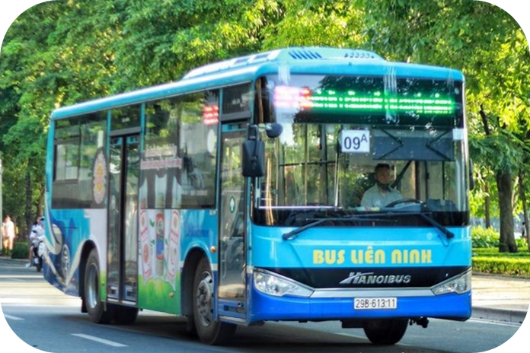 09A
BUS LIÊN NINH
HANOIBUS
29B-613.11